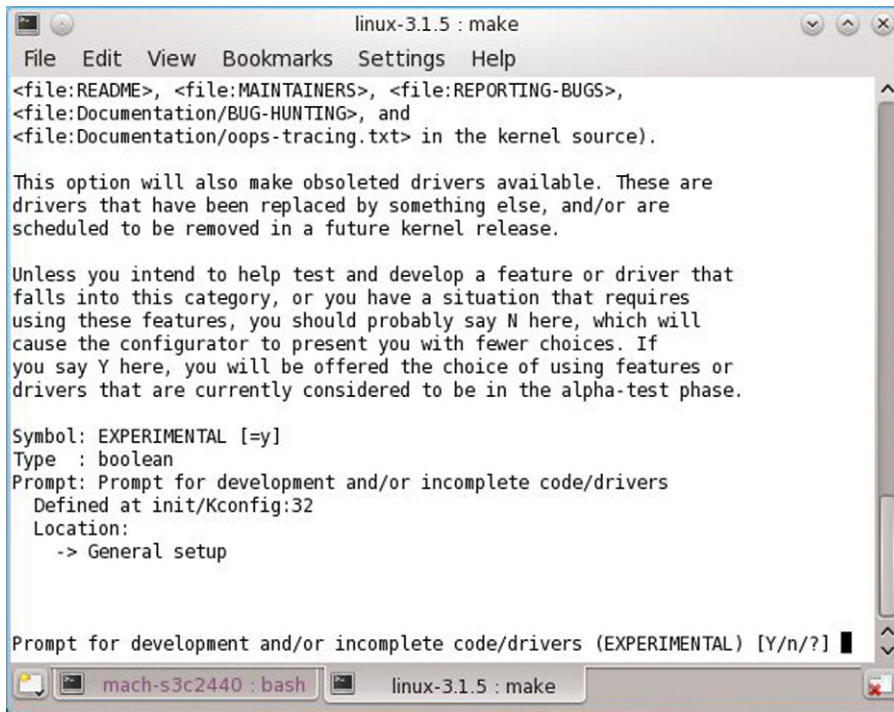 linux-3.1.5 : make
File Edit View Bookmarks Settings Help
<file:README>, <file:MAINTAINERS>, <file:REPORTING-BUGS>,
<file:Documentation/BUG-HUNTING>, and
<file:Documentation/oops-tracing.txt> in the kernel source).
This option will also make obsoleted drivers available. These are
drivers that have been replaced by something else, and/or are
scheduled to be removed in a future kernel release.
Unless you intend to help test and develop a feature or driver that
falls into this category, or you have a situation that requires
using these features, you should probably say N here, which will
cause the configurator to present you with fewer choices. If
you say Y here, you will be offered the choice of using features or
drivers that are currently considered to be in the alpha-test phase.
Symbol: EXPERIMENTAL [=y]
Type  : boolean
Prompt: Prompt for development and/or incomplete code/drivers
  Defined at init/Kconfig:32
  Location:
    -> General setup
Prompt for development and/or incomplete code/drivers (EXPERIMENTAL) [Y/n/?]
mach-s3c2440 : bash linux-3.1.5 : make